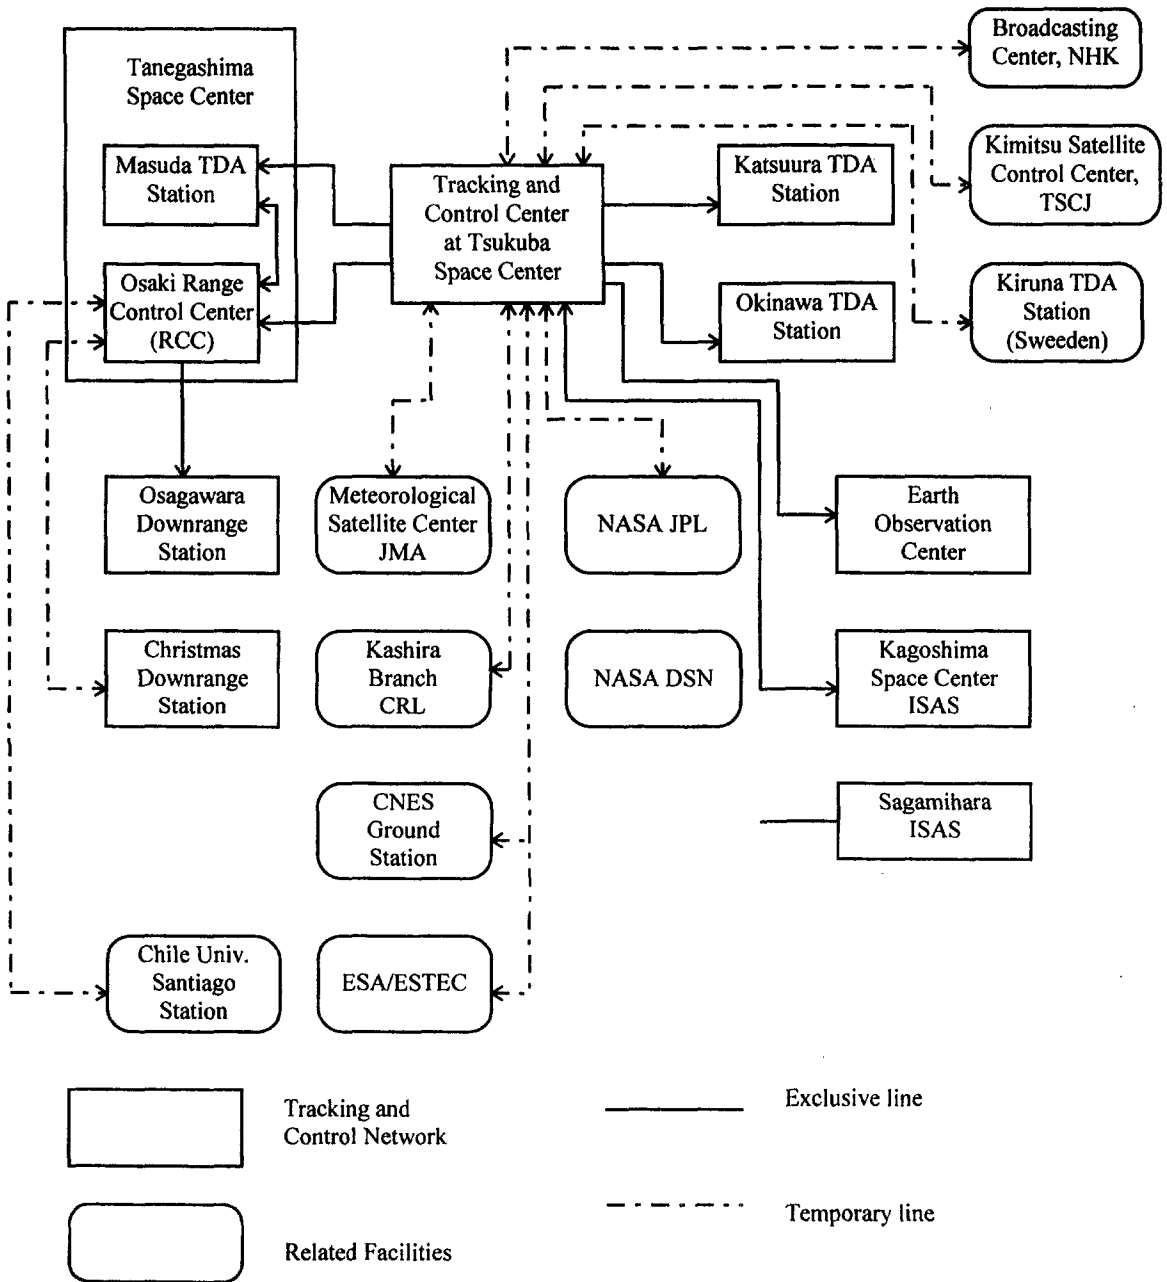 Broadcasting
Center, NHK
Tanegashima
Space Center
Kimitsu Satellite
Control Center,
TSCJ
Masuda TDA
Station
Tracking and
Control Center
at Tsukuba
Space Center
Katsuura TDA
Station
Osaki Range
Control Center
(RCC)
Okinawa TDA
Station
Kiruna TDA
Station
(Sweeden)
Osagawara
Downrange
Station
Meteorological
Satellite Center
JMA
NASA JPL
Earth
Observation
Center
Christmas
Downrange
Station
Kashira
Branch
CRL
NASA DSN
Kagoshima
Space Center
ISAS
CNES
Ground
Station
Sagamihara
ISAS
Chile Univ.
Santiago
Station
ESA/ESTEC
Tracking and
Control Network
Exclusive line
Related Facilities
Temporary line